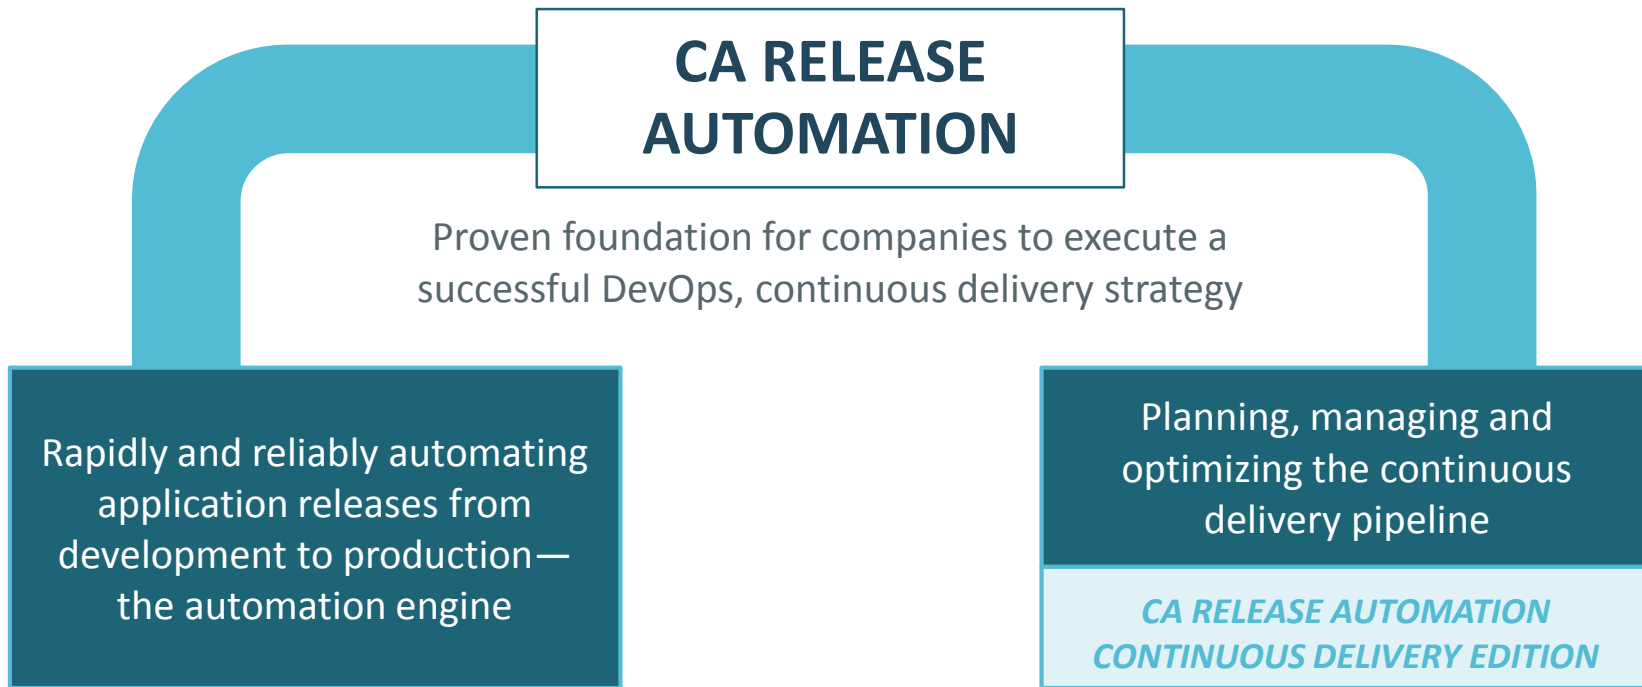 CA RELEASE
AUTOMATION
Proven foundation for companies to execute a
successful DevOps, continuous delivery strategy
Rapidly and reliably automating
application releases from
development to production—
the automation engine
Planning, managing and
optimizing the continuous
delivery pipeline
CA RELEASE AUTOMATION
CONTINUOUS DELIVERY EDITION